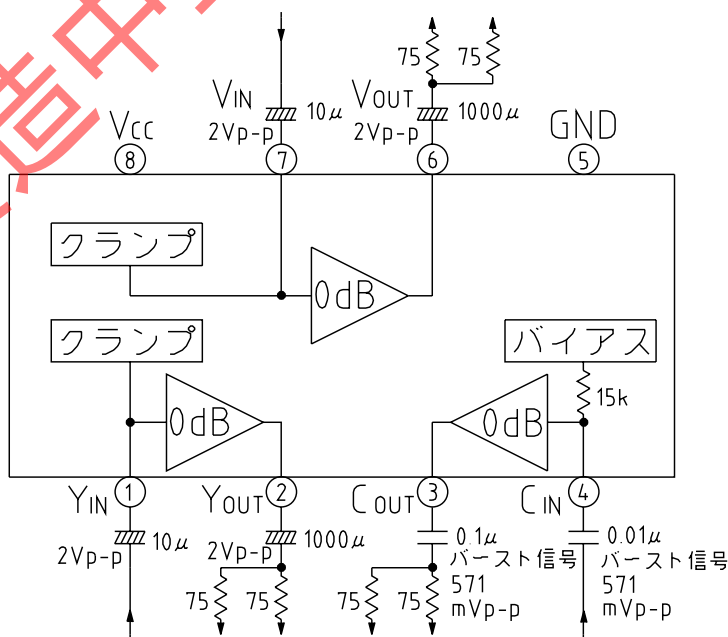 造中
75 75
VIN
10μ
2Vp-p
VOUT
1000μ
2Vp-p
VCC
GND
8
7
6
5
クランプ
0dB
クランプ
0dB
バイアス
15k
0dB
1
2
3
4
YIN
10μ
2Vp-p
YOUT
1000μ
2Vp-p
75 75
COUT
0.1μ
バースト信号
571
mVp-p
75 75
CIN
0.01μ
バースト信号
571
mVp-p